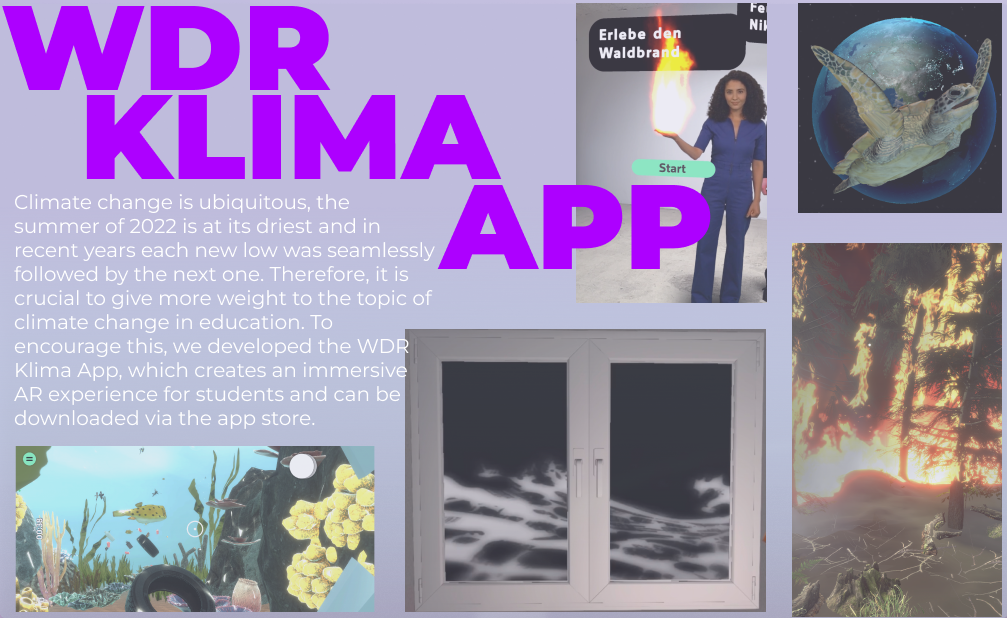 WDR
KLIMA
APP
Climate change is ubiquitous, the
summer of 2022 is at its driest and in
recent years each new low was seamlessly
followed by the next one. Therefore, it is
crucial to give more weight to the topic of
climate change in education. To
encourage this, we developed the WDR
Klima App, which creates an immersive
AR experience for students and can be
downloaded via the app store.
Erlebe den
Waldbrand
Fe
Nik
Start